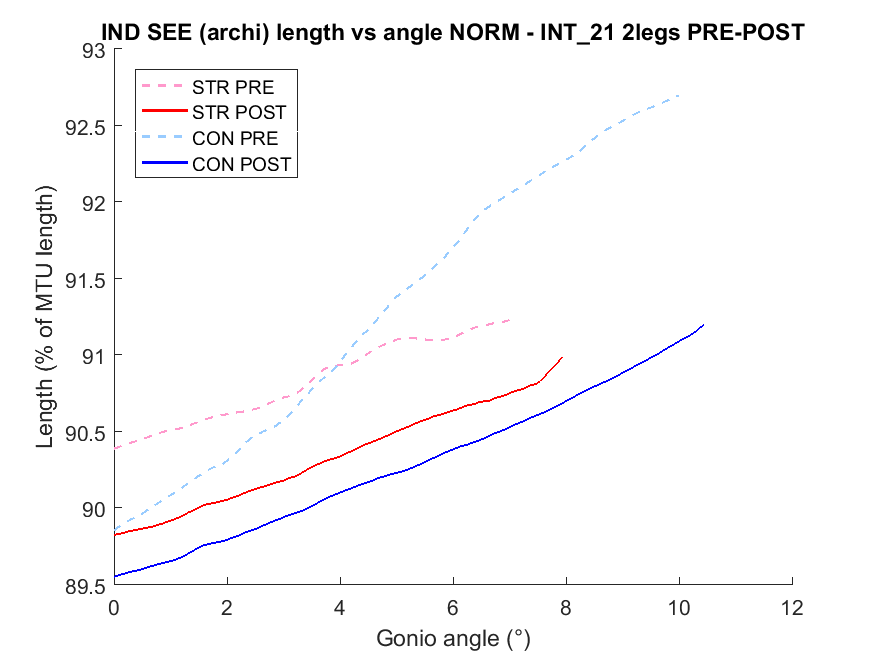 IND SEE (archi) length vs angle NORM - INT_21 2legs PRE-POST
93
92.5
92
91.5
91
90.5
90
89.5
Length (% of MTU length)
STR PRE
STR POST
CON PRE
CON POST
0 2 4 6 8 10 12
Gonio angle (°)